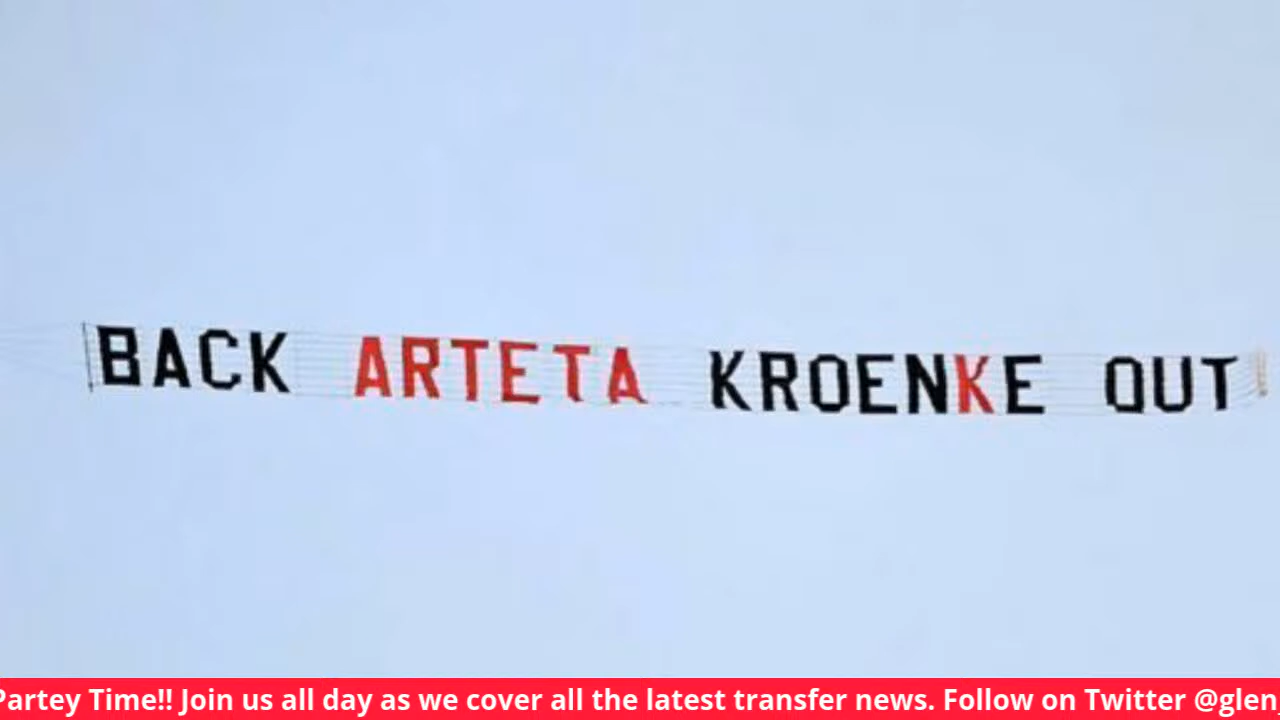 BACK ARTETA KROENKE OUT
Partey Time!! Join us all day as we cover all the latest transfer news. Follow on Twitter @glen